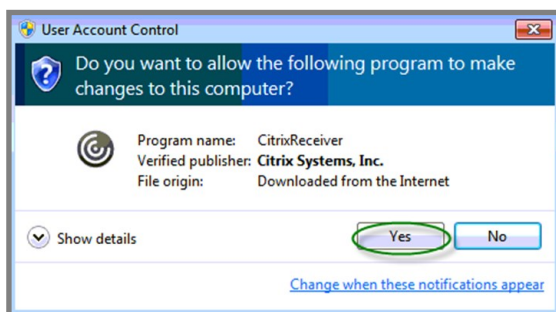 User Account Control
Do you want to allow the following program to make
changes to this computer?
Program name: CitrixReceiver
Verified publisher: Citrix Systems, Inc.
File origin: Downloaded from the Internet
Show details
Yes No
Change when these notifications appear